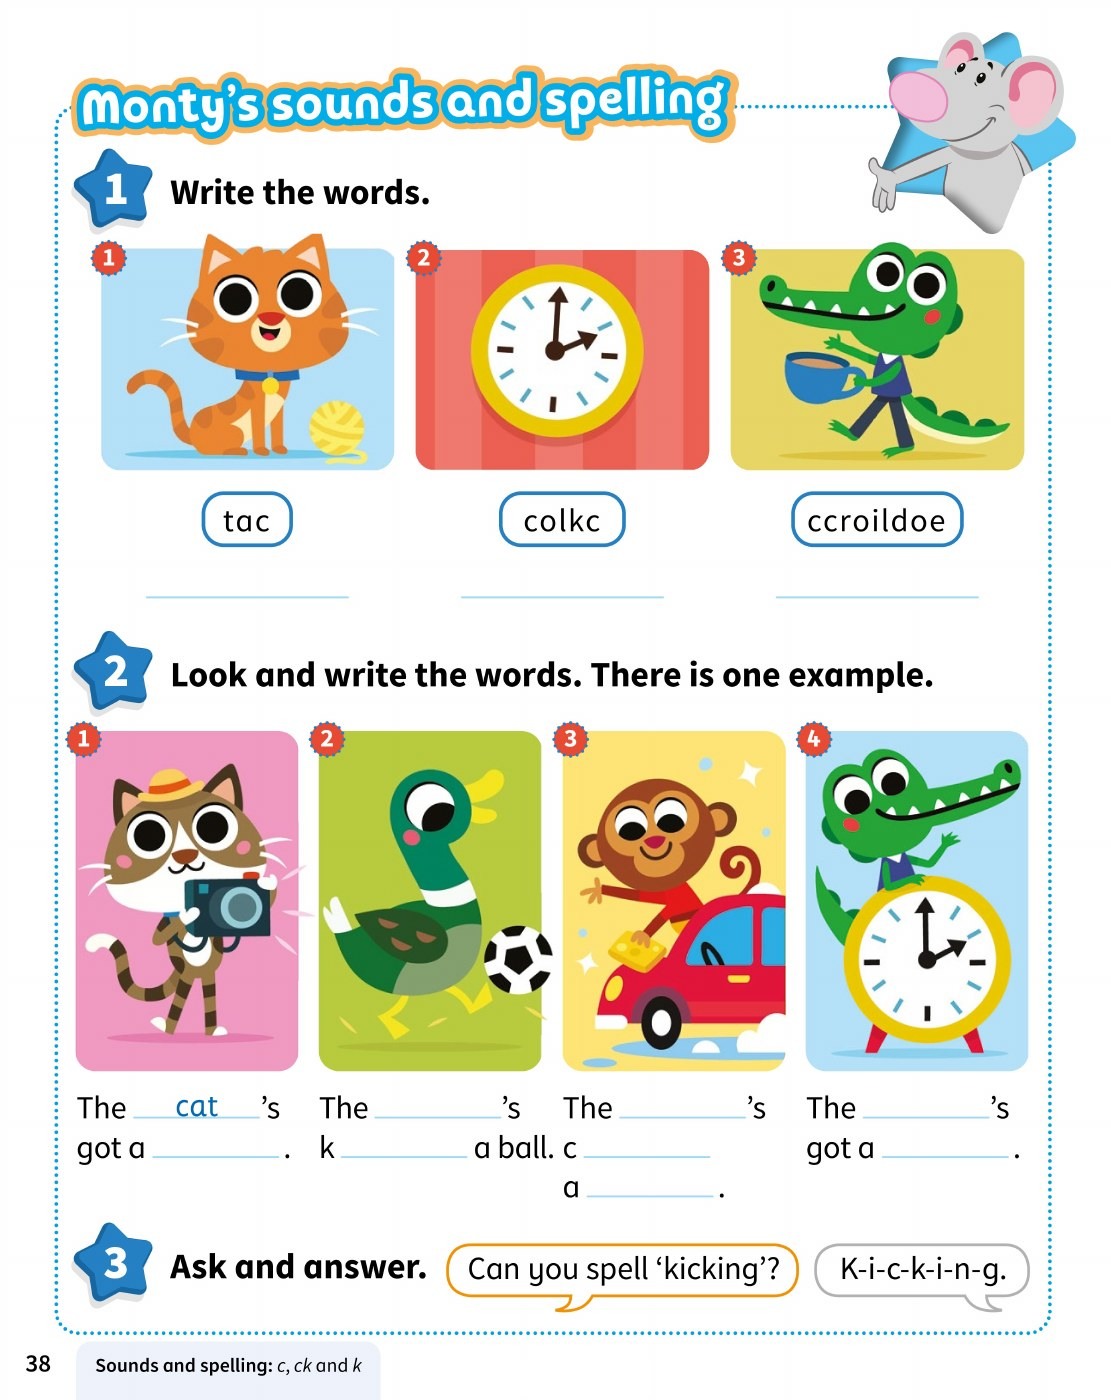 Monty's sounds and spelling
1 Write the words.
1 2 3
tac colkc ccroildoe
2 Look and write the words. There is one example.
1 2 3 4
The cat 's The 's The 's The 's
got a . k a ball. c got a .
a .
3 Ask and answer. Can you spell ‘kicking’? K-i-c-k-i-n-g.
38 Sounds and spelling: c, ck and k